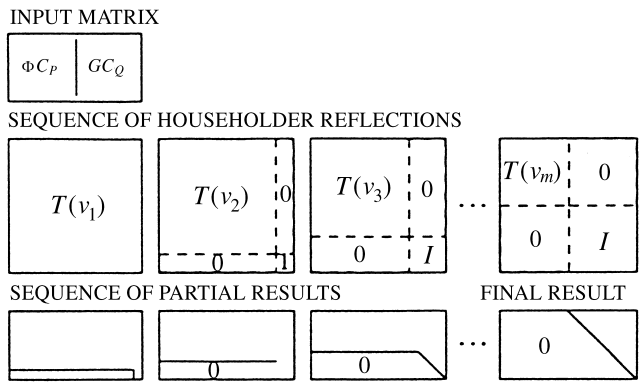 INPUT MATRIX
ΦC_P GC_Q
SEQUENCE OF HOUSEHOLDER REFLECTIONS
T(v_1) T(v_2) 0 0 I T(v_3) 0 0 I ... T(v_m) 0 0 I
SEQUENCE OF PARTIAL RESULTS FINAL RESULT
0 0 ... 0